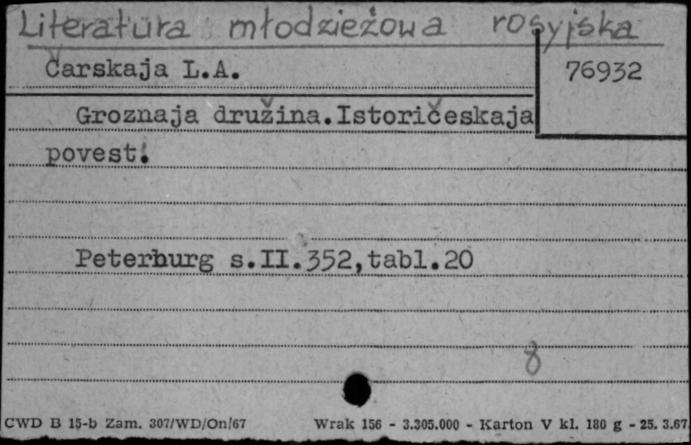 Literatura młodzieżowa rosyjska
Čarskaja L.A.
76932
Groznaja družina.Istoričeskaja
povest.
Peterburg s.II.352,tabl.20
8
CWD B 15-b Zam. 307/WD/On/67 Wrak 156 - 3.305.000 - Karton V kl. 180 g - 25. 3.67